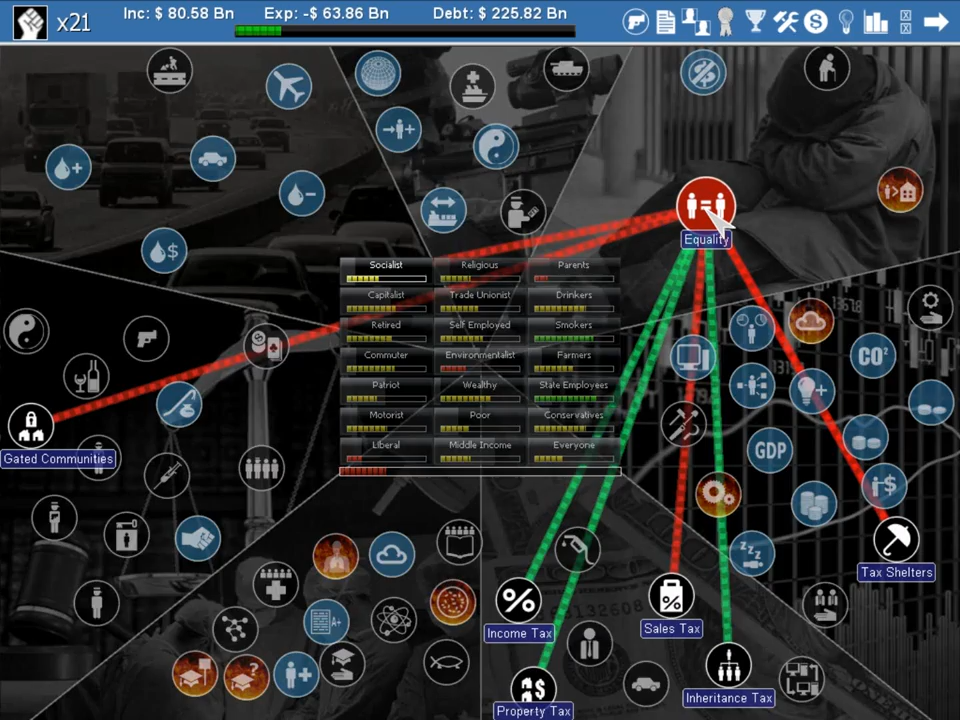 x21
Inc: $ 80.58 Bn
Exp: -$ 63.86 Bn
Debt: $ 225.82 Bn
Equality
Socialist Religious Parents
Capitalist Trade Unionist Drinkers
Retired Self Employed Smokers
Commuter Environmentalist Farmers
Patriot Wealthy State Employees
Motorist Poor Conservatives
Liberal Middle Income Everyone
CO²
GDP
A+
Gated Communities
Tax Shelters
Income Tax
Sales Tax
Inheritance Tax
Property Tax